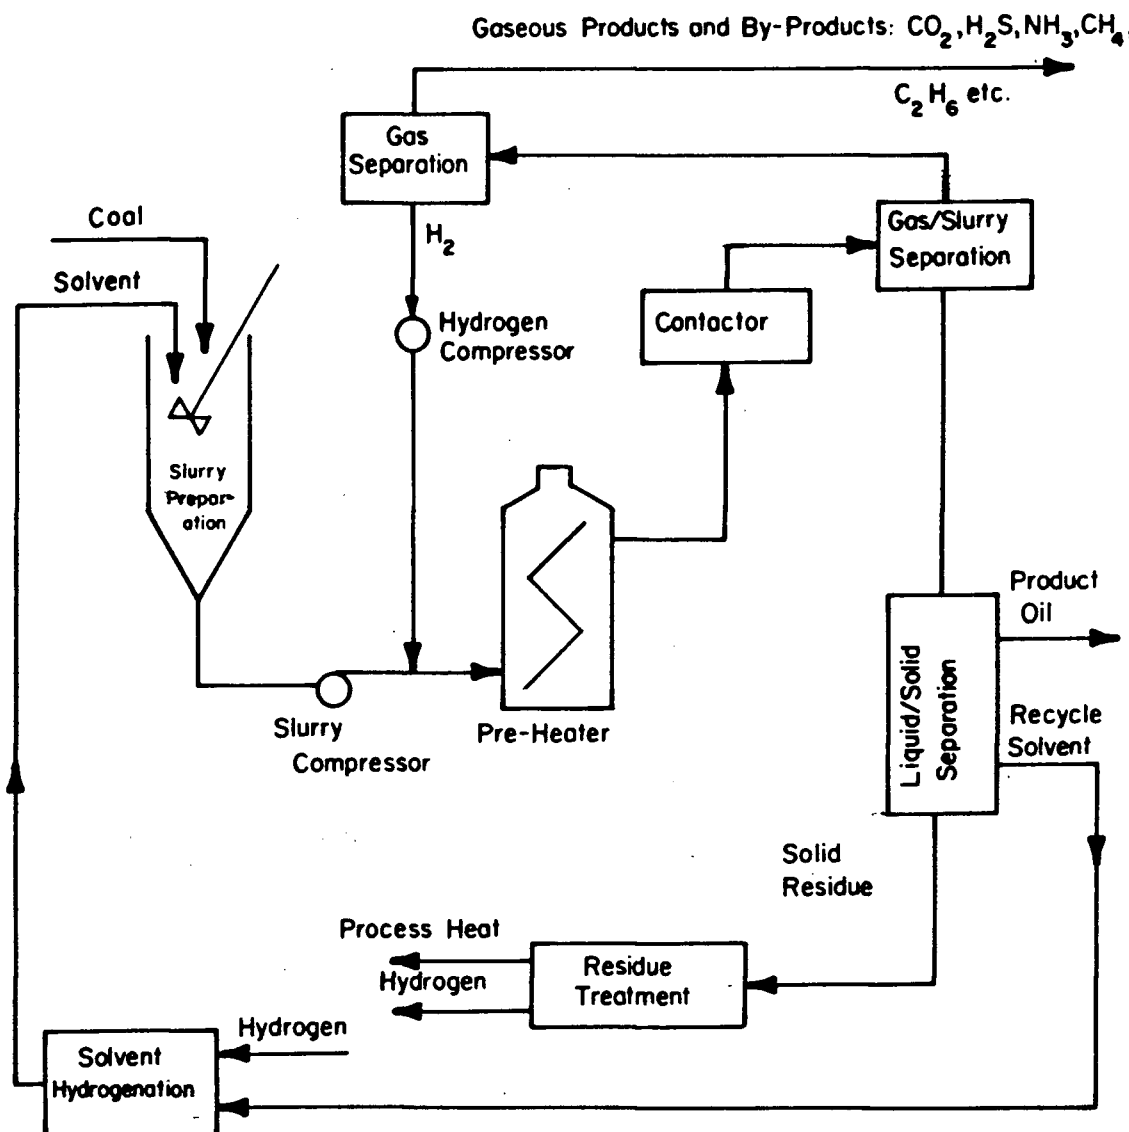 Gaseous Products and By-Products: CO2, H2S, NH3, CH4,
C2H6 etc.
Gas
Separation
Coal
H2
Gas/Slurry
Separation
Solvent
Hydrogen
Compressor
Contactor
Slurry
Prepar-
ation
Product
Oil
Liquid/Solid
Separation
Recycle
Solvent
Slurry
Compressor
Pre-Heater
Solid
Residue
Process Heat
Hydrogen
Residue
Treatment
Hydrogen
Solvent
Hydrogenation